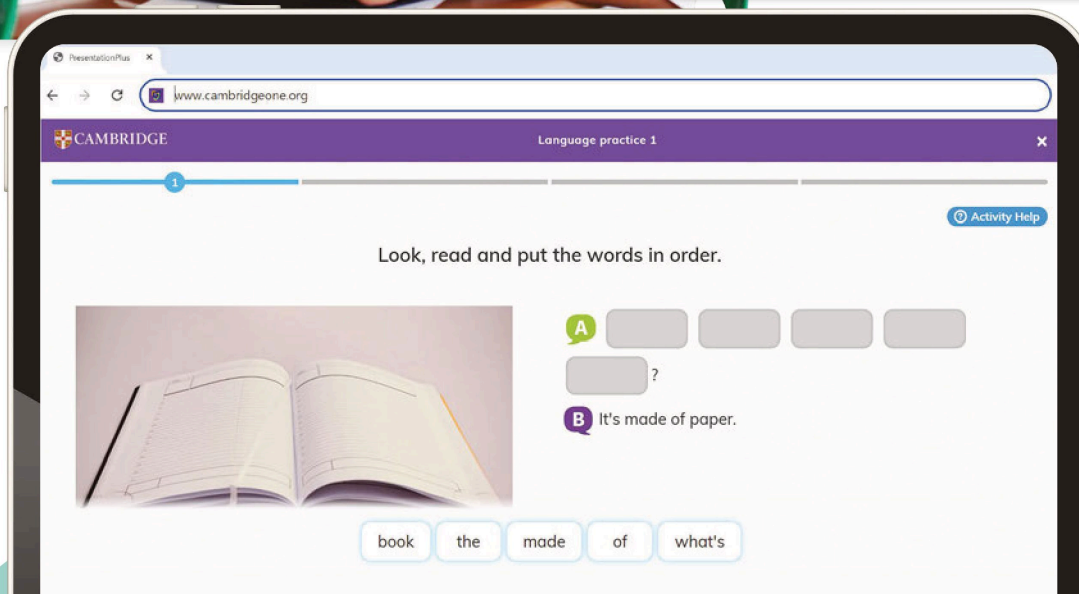 PresentationPlus
www.cambridgeone.org
CAMBRIDGE
Language practice 1
1
Activity Help
Look, read and put the words in order.
A
?
B It's made of paper.
book the made of what's